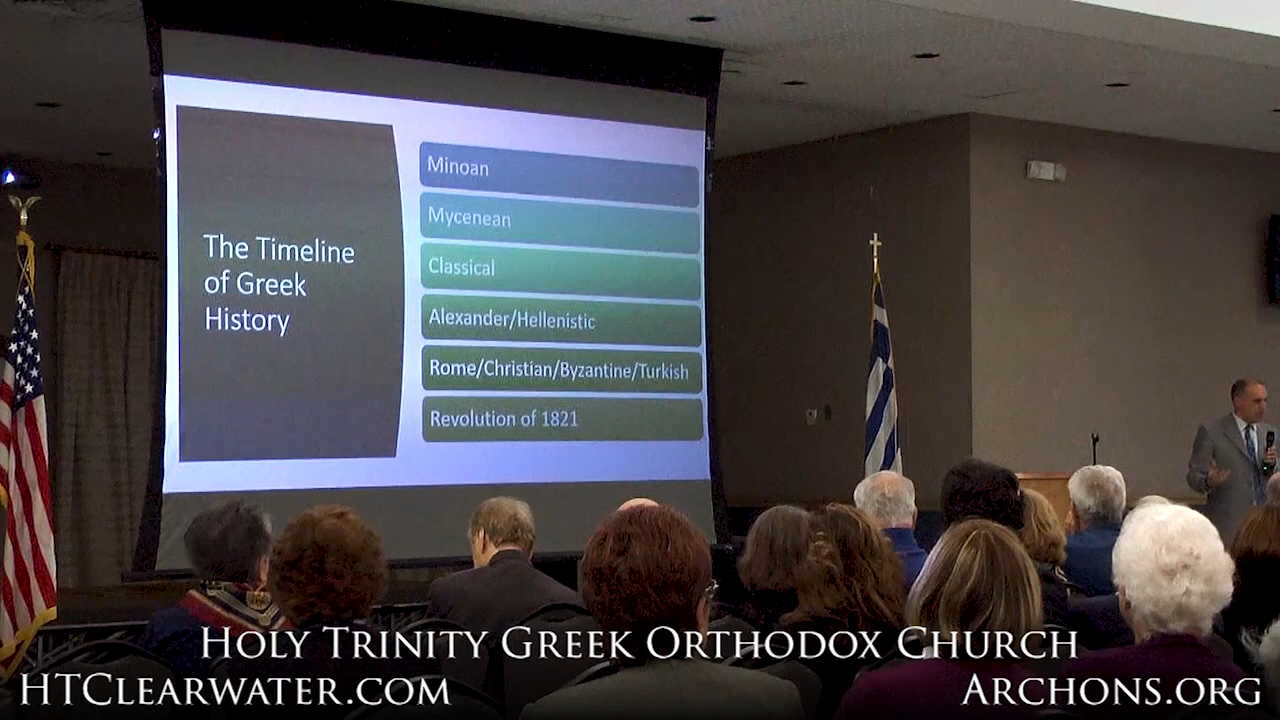 The Timeline
of Greek
History
Minoan
Mycenean
Classical
Alexander/Hellenistic
Rome/Christian/Byzantine/Turkish
Revolution of 1821
Holy Trinity Greek Orthodox Church
HTClearwater.com
Archons.org